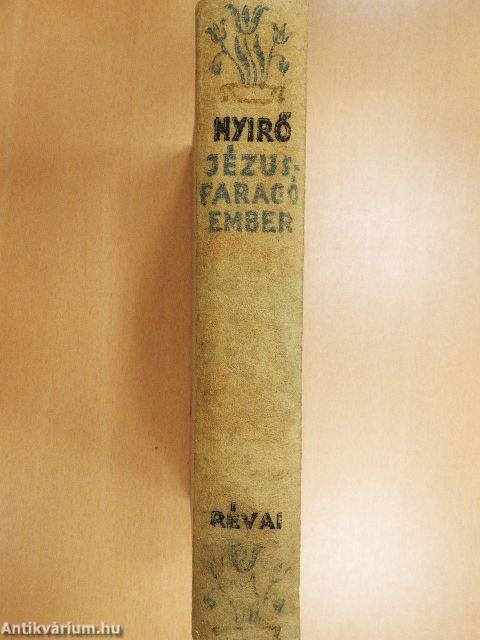 NYIRŐ
JÉZUS-
FARAGÓ
EMBER
RÉVAI
Antikvárium.hu